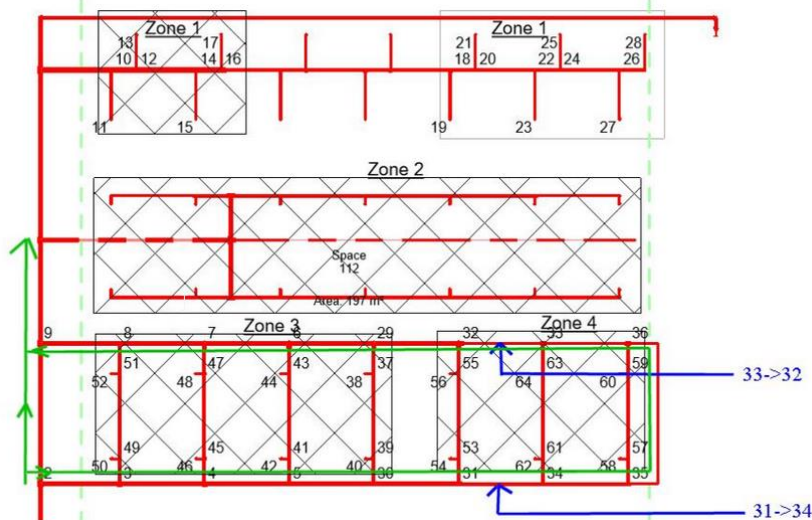 Zone 1 Zone 1
13 17 21 25 28
10 12 14 16 18 20 22 24 26
11 15 19 23 27
Zone 2
Space
112
Area: 197 m²
Zone 3 Zone 4
9 8 7 6 29 32 33 36
51 47 43 37 55 63 59
52 48 44 38 56 64 60
33->32
49 45 41 39 53 61 57
50 46 42 40 54 62 58
2 3 4 5 30 31 34 35
31->34